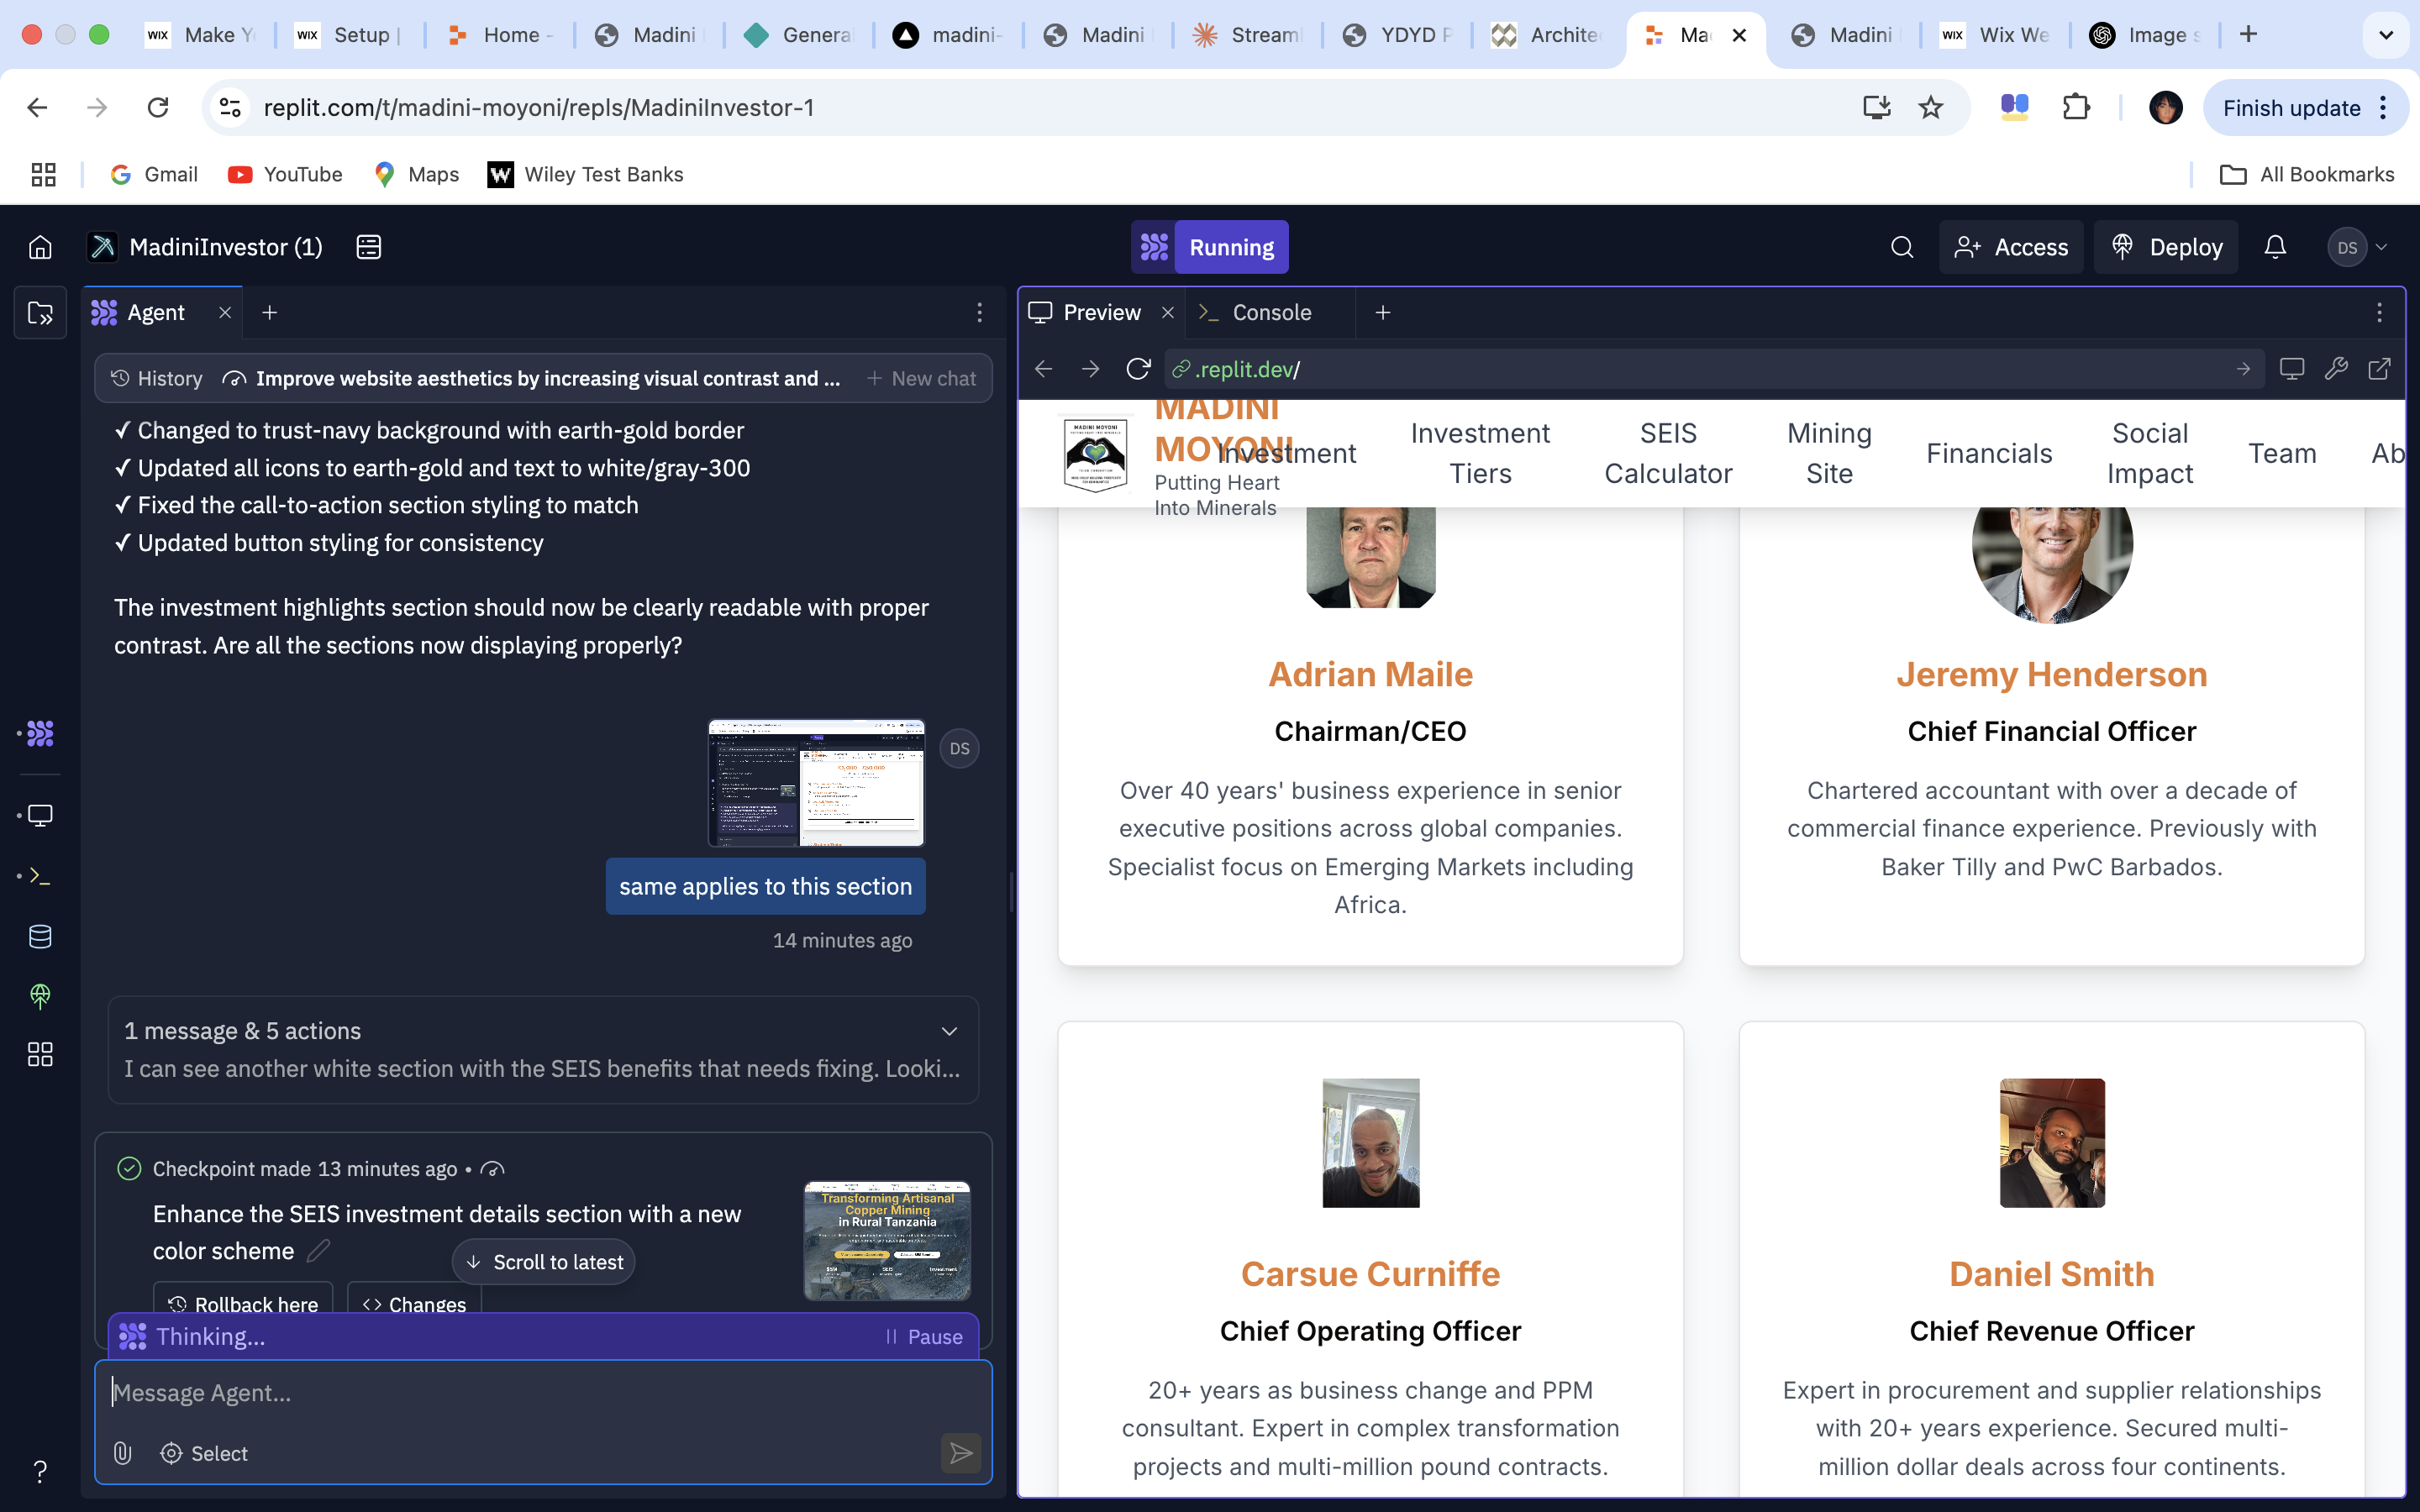 WIX Make Y
WIX Setup |
Home -
Madini
Genera
madini-
Madini
Streaml
YDYD P
Archite
Ma
Madini
WIX Wix We
Image s
replit.com/t/madini-moyoni/repls/MadiniInvestor-1
Finish update
Gmail
YouTube
Maps
W Wiley Test Banks
All Bookmarks
MadiniInvestor (1)
Running
Access
Deploy
DS
Agent
History
Improve website aesthetics by increasing visual contrast and ...
+ New chat
✓ Changed to trust-navy background with earth-gold border
✓ Updated all icons to earth-gold and text to white/gray-300
✓ Fixed the call-to-action section styling to match
✓ Updated button styling for consistency
The investment highlights section should now be clearly readable with proper
contrast. Are all the sections now displaying properly?
DS
same applies to this section
14 minutes ago
1 message & 5 actions
I can see another white section with the SEIS benefits that needs fixing. Looki...
Checkpoint made 13 minutes ago •
Enhance the SEIS investment details section with a new
color scheme
Transforming Artisanal
Copper Mining
in Rural Tanzania
Scroll to latest
Rollback here
Changes
Thinking...
Pause
Message Agent...
Select
?
Preview
Console
.replit.dev/
MADINI MOYONI
MADINI
MOYONI
Putting Heart
Into Minerals
Investment
Investment
Tiers
SEIS
Calculator
Mining
Site
Financials
Social
Impact
Team
Ab
Adrian Maile
Chairman/CEO
Over 40 years' business experience in senior
executive positions across global companies.
Specialist focus on Emerging Markets including
Africa.
Jeremy Henderson
Chief Financial Officer
Chartered accountant with over a decade of
commercial finance experience. Previously with
Baker Tilly and PwC Barbados.
Carsue Curniffe
Chief Operating Officer
20+ years as business change and PPM
consultant. Expert in complex transformation
projects and multi-million pound contracts.
Daniel Smith
Chief Revenue Officer
Expert in procurement and supplier relationships
with 20+ years experience. Secured multi-
million dollar deals across four continents.